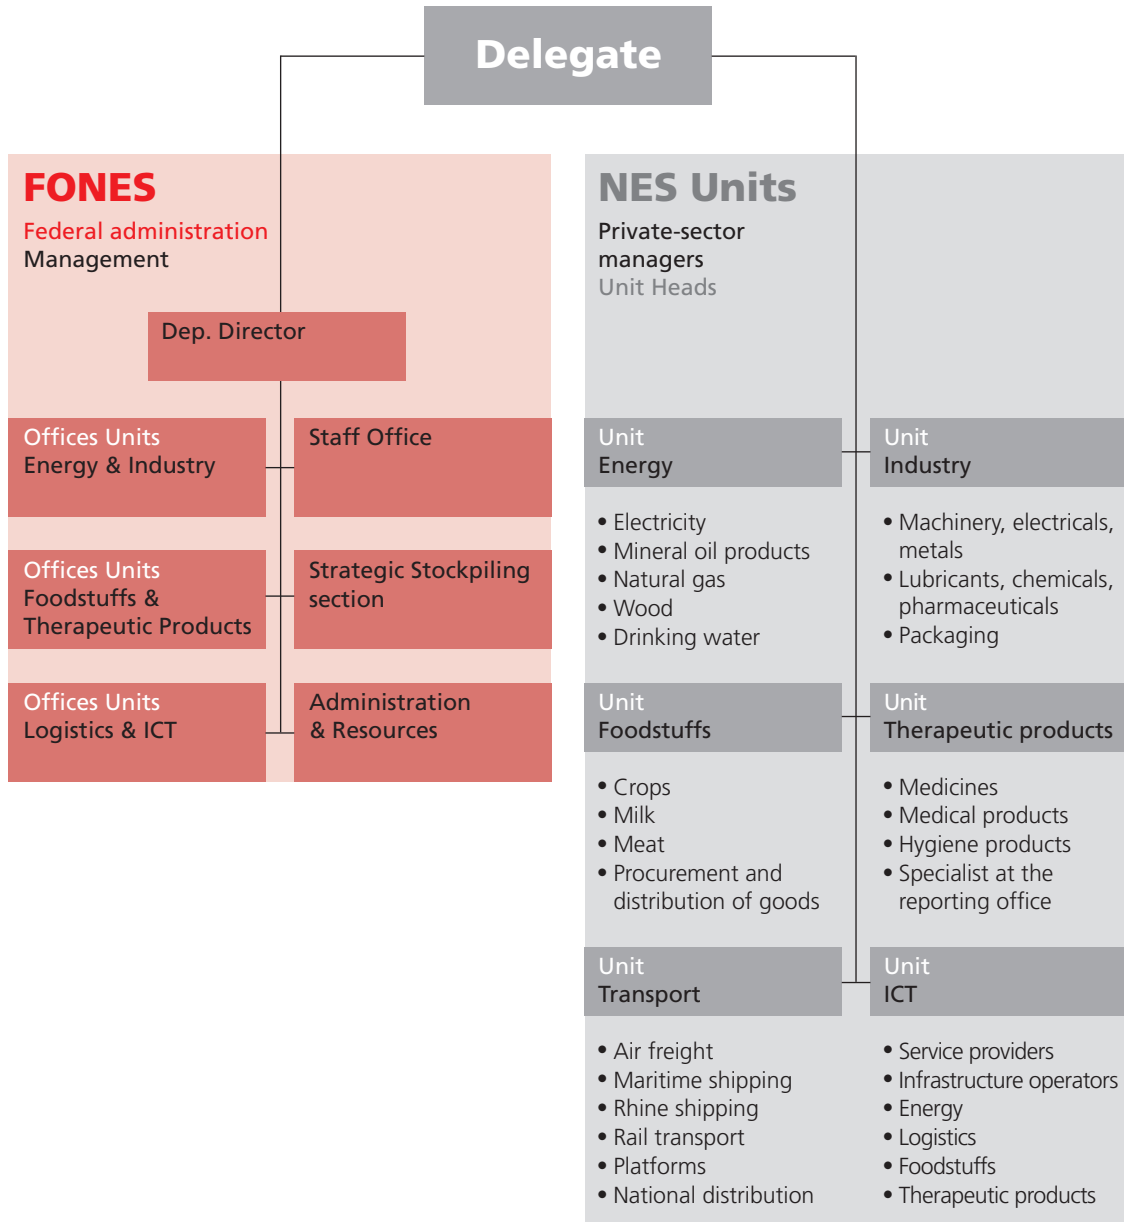 Delegate
FONES
Federal administration
Management
Dep. Director
Offices Units
Energy & Industry
Staff Office
Offices Units
Foodstuffs &
Therapeutic Products
Strategic Stockpiling
section
Offices Units
Logistics & ICT
Administration
& Resources
NES Units
Private-sector
managers
Unit Heads
Unit
Energy
• Electricity
• Mineral oil products
• Natural gas
• Wood
• Drinking water
Unit
Industry
• Machinery, electricals,
metals
• Lubricants, chemicals,
pharmaceuticals
• Packaging
Unit
Foodstuffs
• Crops
• Milk
• Meat
• Procurement and
distribution of goods
Unit
Therapeutic products
• Medicines
• Medical products
• Hygiene products
• Specialist at the
reporting office
Unit
Transport
• Air freight
• Maritime shipping
• Rhine shipping
• Rail transport
• Platforms
• National distribution
Unit
ICT
• Service providers
• Infrastructure operators
• Energy
• Logistics
• Foodstuffs
• Therapeutic products